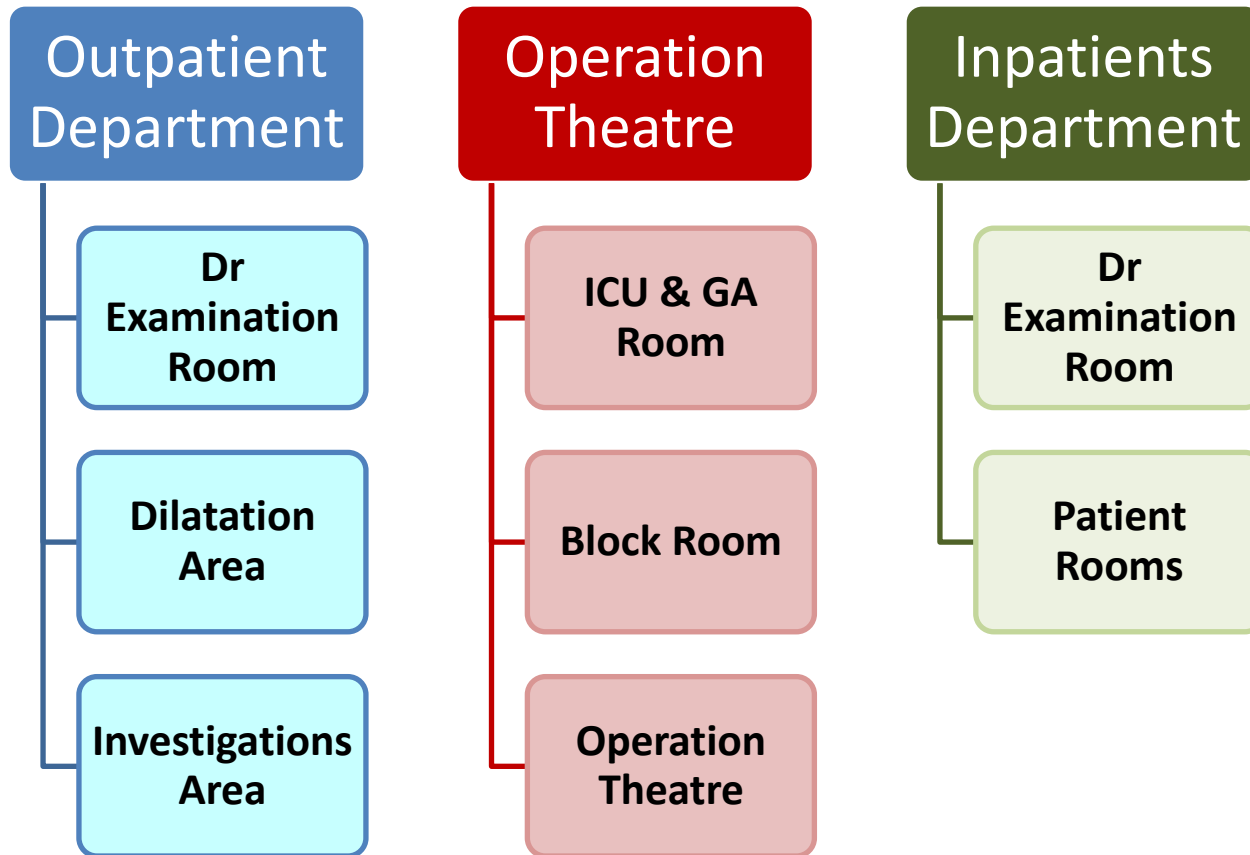 Outpatient
Department
Dr
Examination
Room
Dilatation
Area
Investigations
Area
Operation
Theatre
ICU & GA
Room
Block Room
Operation
Theatre
Inpatients
Department
Dr
Examination
Room
Patient
Rooms